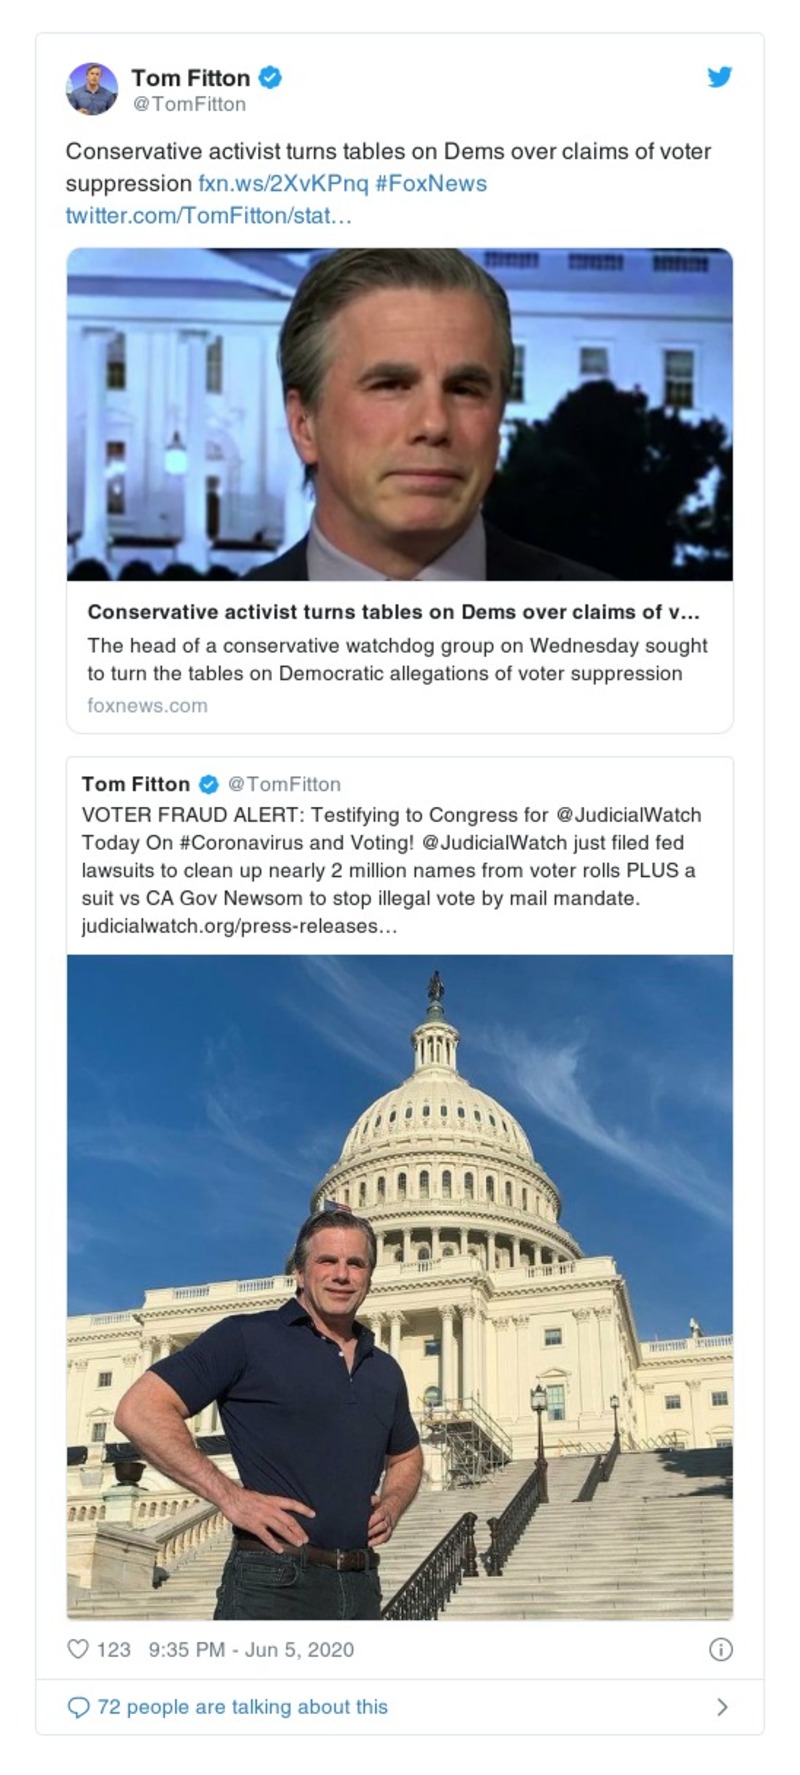 Tom Fitton
@TomFitton
Conservative activist turns tables on Dems over claims of voter
suppression fxn.ws/2XvKPnq #FoxNews
twitter.com/TomFitton/stat…
Conservative activist turns tables on Dems over claims of v...
The head of a conservative watchdog group on Wednesday sought
to turn the tables on Democratic allegations of voter suppression
foxnews.com
Tom Fitton @TomFitton
VOTER FRAUD ALERT: Testifying to Congress for @JudicialWatch
Today On #Coronavirus and Voting! @JudicialWatch just filed fed
lawsuits to clean up nearly 2 million names from voter rolls PLUS a
suit vs CA Gov Newsom to stop illegal vote by mail mandate.
judicialwatch.org/press-releases…
123 9:35 PM - Jun 5, 2020
72 people are talking about this